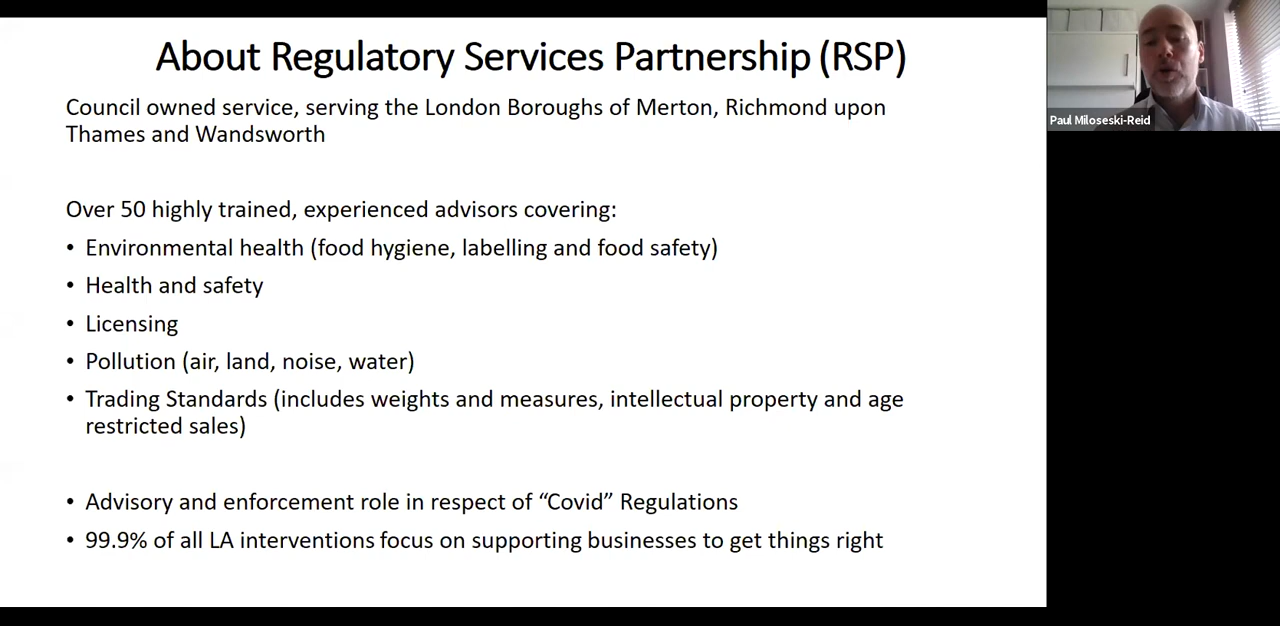 About Regulatory Services Partnership (RSP)
Council owned service, serving the London Boroughs of Merton, Richmond upon
Thames and Wandsworth
Over 50 highly trained, experienced advisors covering:
• Environmental health (food hygiene, labelling and food safety)
• Health and safety
• Licensing
• Pollution (air, land, noise, water)
• Trading Standards (includes weights and measures, intellectual property and age
restricted sales)
• Advisory and enforcement role in respect of “Covid” Regulations
• 99.9% of all LA interventions focus on supporting businesses to get things right
Paul Miloseski-Reid